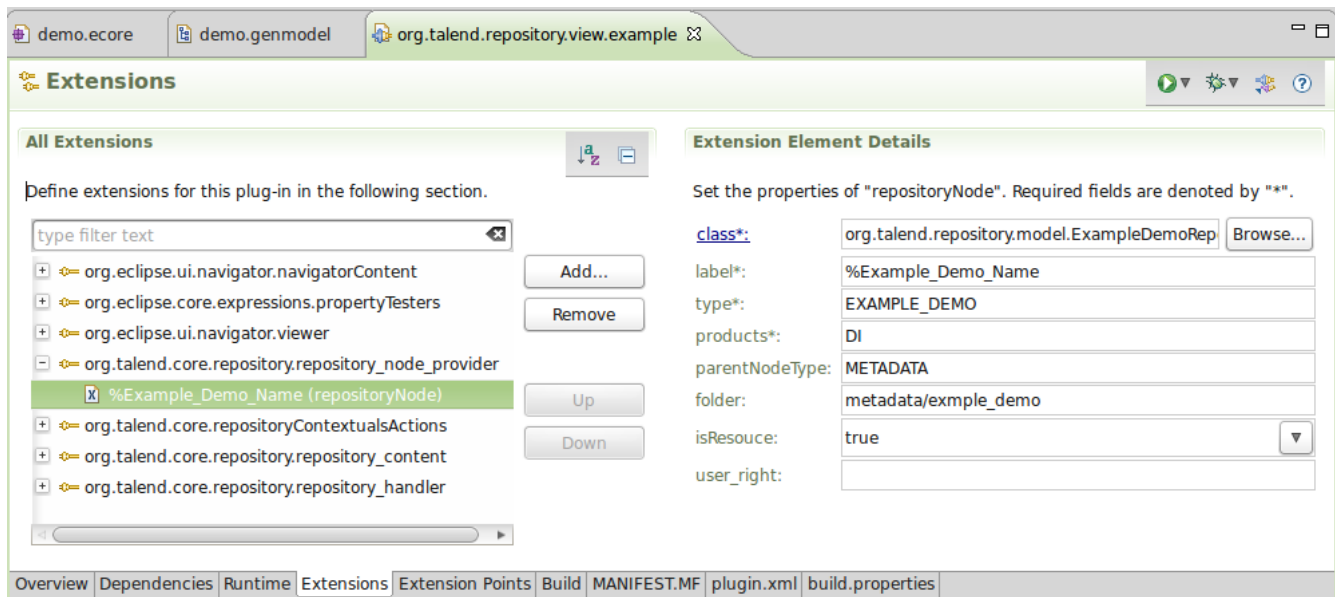 demo.ecore demo.genmodel org.talend.repository.view.example
Extensions
All Extensions
Define extensions for this plug-in in the following section.
type filter text
org.eclipse.ui.navigator.navigatorContent
org.eclipse.core.expressions.propertyTesters
org.eclipse.ui.navigator.viewer
org.talend.core.repository.repository_node_provider
%Example_Demo_Name (repositoryNode)
org.talend.core.repositoryContextualsActions
org.talend.core.repository.repository_content
org.talend.core.repository.repository_handler
Add...
Remove
Up
Down
Extension Element Details
Set the properties of "repositoryNode". Required fields are denoted by "*".
class*: org.talend.repository.model.ExampleDemoRep Browse...
label*: %Example_Demo_Name
type*: EXAMPLE_DEMO
products*: DI
parentNodeType: METADATA
folder: metadata/exmple_demo
isResouce: true
user_right:
Overview Dependencies Runtime Extensions Extension Points Build MANIFEST.MF plugin.xml build.properties